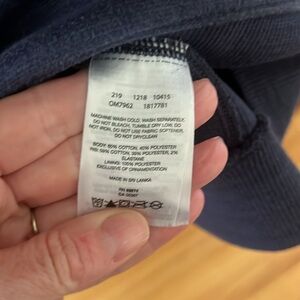 219 1218 10415
OM7962 1817781
MACHINE WASH COLD, WASH SEPARATELY,
DO NOT BLEACH, TUMBLE DRY LOW, DO
NOT IRON, DO NOT USE FABRIC SOFTENER,
DO NOT DRYCLEAN
BODY: 60% COTTON, 40% POLYESTER
RIB: 59% COTTON, 39% POLYESTER, 2%
ELASTANE
LINING: 100% POLYESTER
EXCLUSIVE OF ORNAMENTATION
MADE IN SRI LANKA